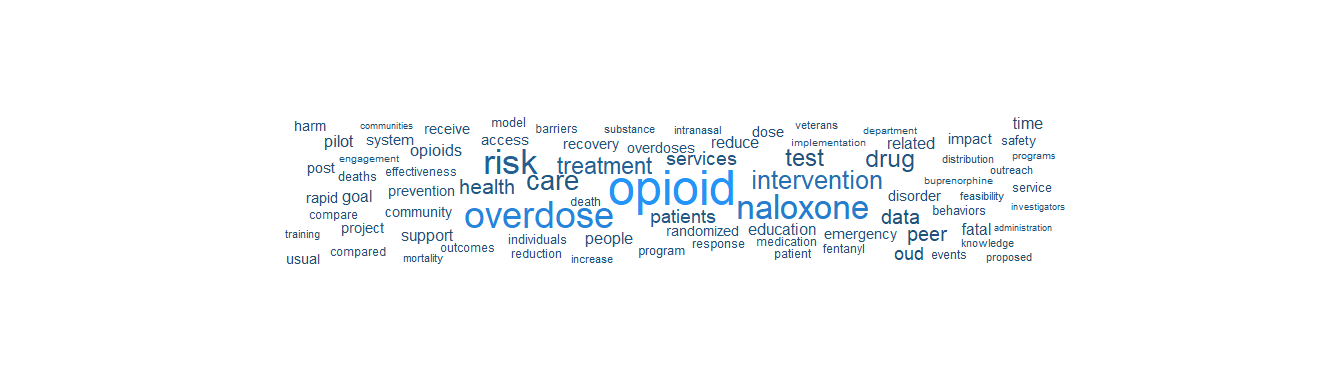 harm communities receive model barriers substance intranasal dose veterans department time
pilot system access recovery overdoses reduce implementation related impact safety
post engagement opioids risk treatment services test drug distribution programs
deaths effectiveness outreach
rapid goal prevention health care death opioid intervention buprenorphine disorder feasibility service
compare community overdose patients naloxone data behaviors investigators
training project support individuals people randomized education emergency peer fatal administration
usual compared mortality outcomes reduction increase program response medication patient fentanyl oud events knowledge proposed